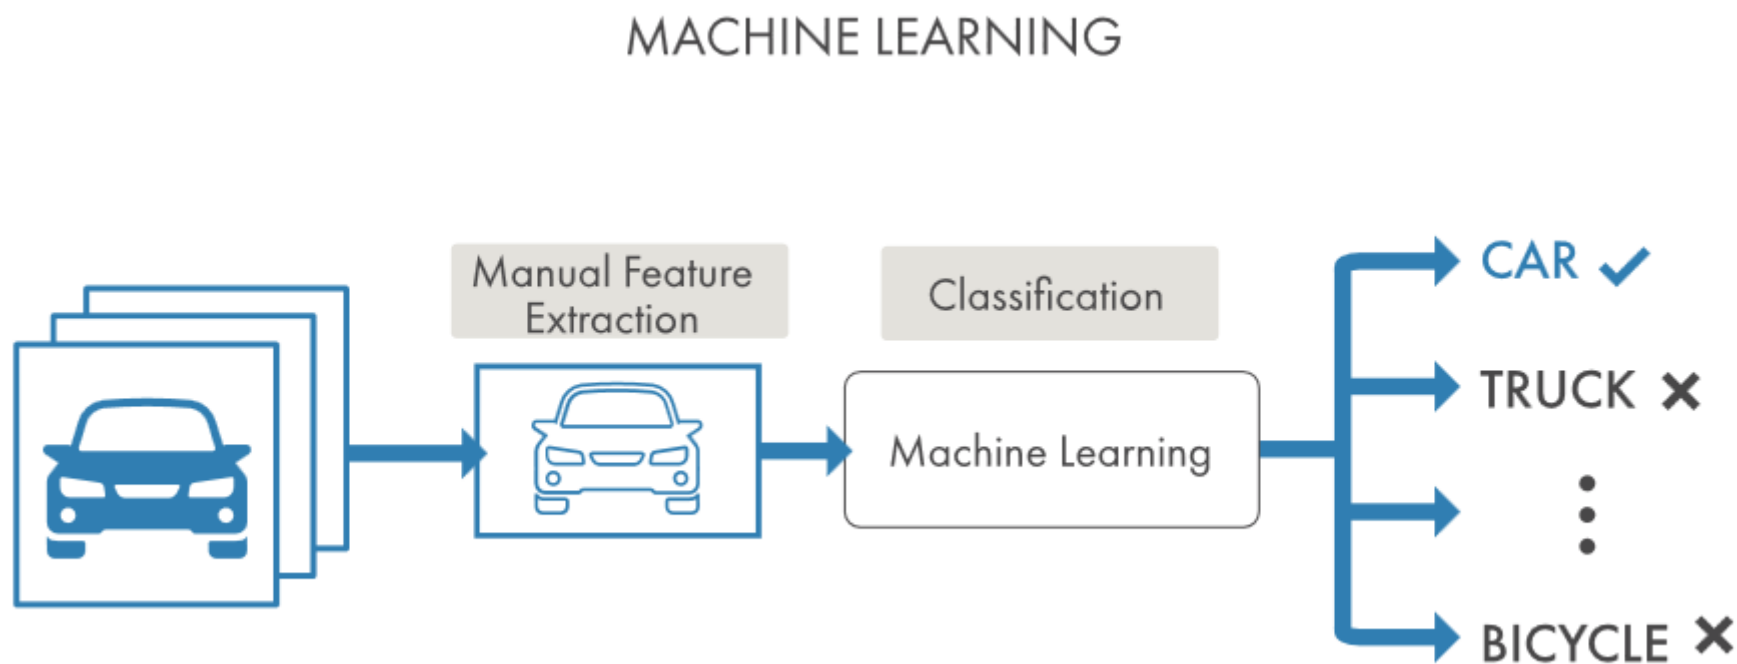 MACHINE LEARNING
Manual Feature
Extraction
Classification
Machine Learning
CAR
TRUCK
BICYCLE